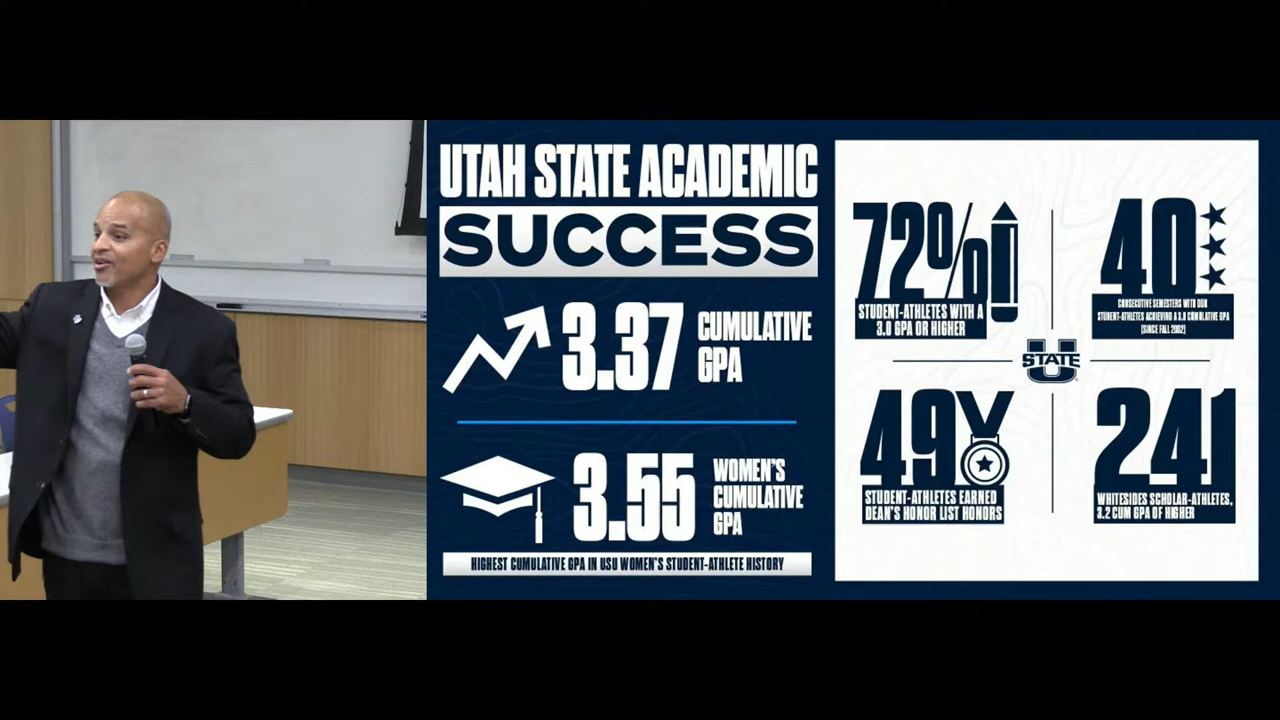 UTAH STATE ACADEMIC
SUCCESS
3.37
CUMULATIVE
GPA
3.55
WOMEN'S
CUMULATIVE
GPA
HIGHEST CUMULATIVE GPA IN USU WOMEN'S STUDENT-ATHLETE HISTORY
72%
STUDENT-ATHLETES WITH A
3.0 GPA OR HIGHER
40
CONSECUTIVE SEMESTERS WITH OUR
STUDENT-ATHLETES ACHIEVING A 3.0 CUMULATIVE GPA
(SINCE FALL 2002)
U STATE
49
STUDENT-ATHLETES EARNED
DEAN'S HONOR LIST HONORS
241
WHITESIDES SCHOLAR-ATHLETES,
3.2 CUM GPA OF HIGHER